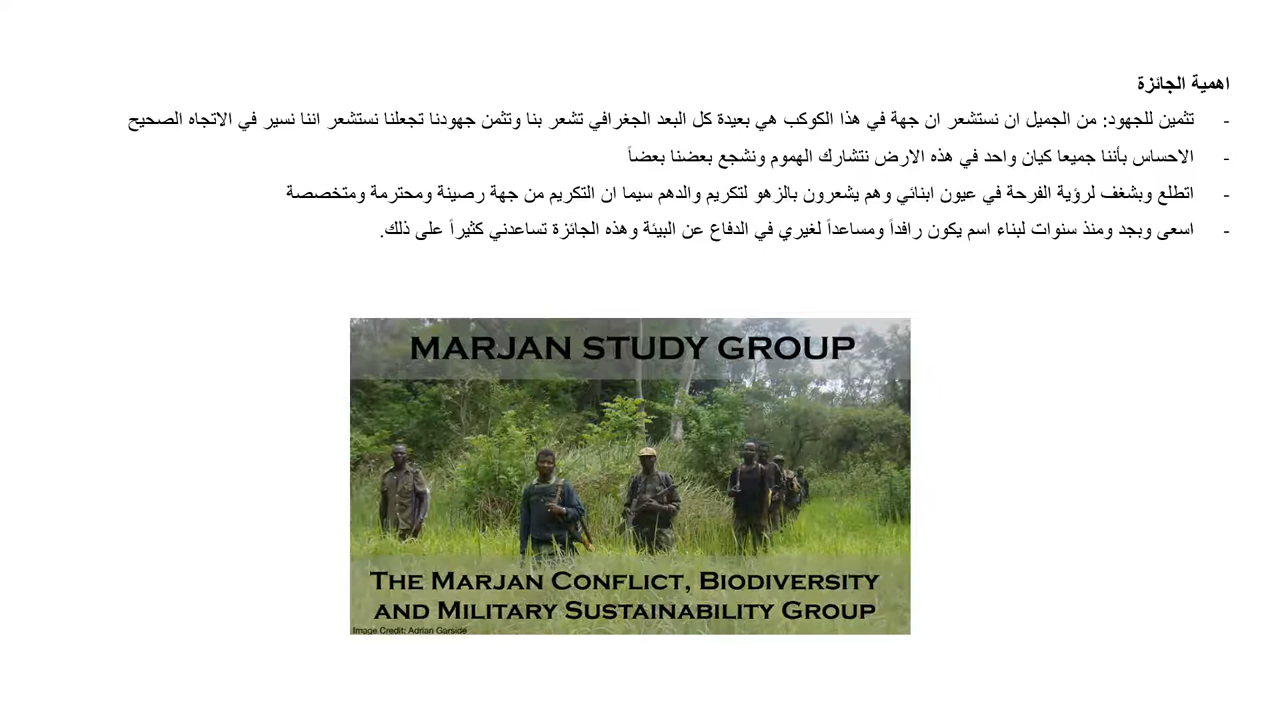 اهمية الجائزة
- تثمين للجهود: من الجميل ان نستشعر ان جهة في هذا الكوكب هي بعيدة كل البعد الجغرافي تشعر بنا وتثمن جهودنا تجعلنا نستشعر اننا نسير في الاتجاه الصحيح
- الاحساس بأننا جميعا كيان واحد في هذه الارض نتشارك الهموم ونشجع بعضنا بعضاً
- اتطلع وبشغف لرؤية الفرحة في عيون ابنائي وهم يشعرون بالزهو لتكريم والدهم سيما ان التكريم من جهة رصينة ومحترمة ومتخصصة
- اسعى وبجد ومنذ سنوات لبناء اسم يكون رافداً ومساعداً لغيري في الدفاع عن البيئة وهذه الجائزة تساعدني كثيراً على ذلك.
MARJAN STUDY GROUP
THE MARJAN CONFLICT, BIODIVERSITY
AND MILITARY SUSTAINABILITY GROUP
Image Credit: Adrian Garside